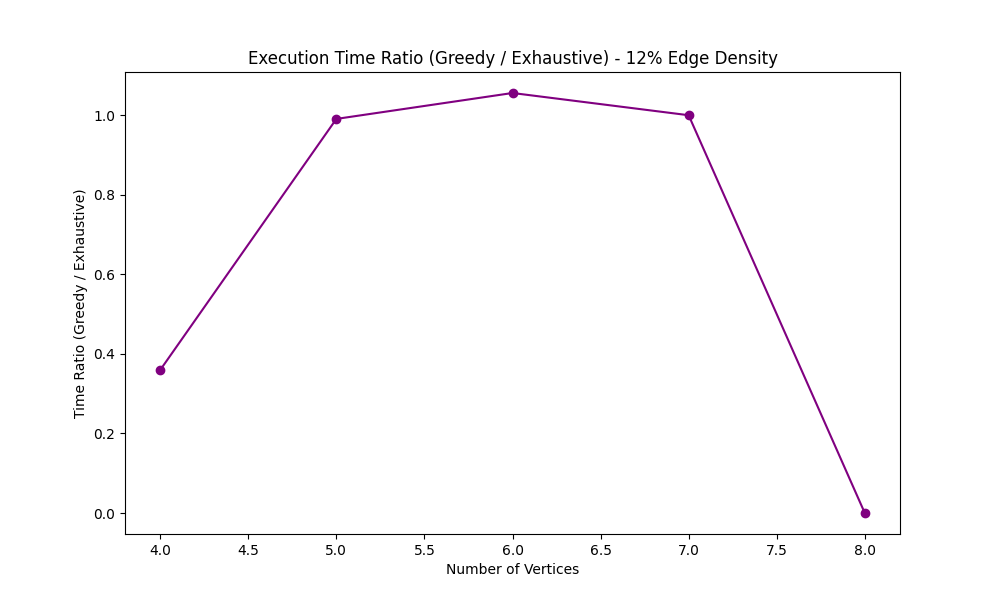 Execution Time Ratio (Greedy / Exhaustive) - 12% Edge Density
Time Ratio (Greedy / Exhaustive)
1.0
0.8
0.6
0.4
0.2
0.0
4.0 4.5 5.0 5.5 6.0 6.5 7.0 7.5 8.0
Number of Vertices